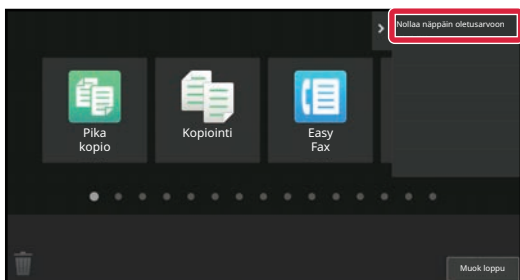 Nollaa näppäin oletusarvoon
Pika
kopio
Kopiointi
Easy
Fax
Muok loppu